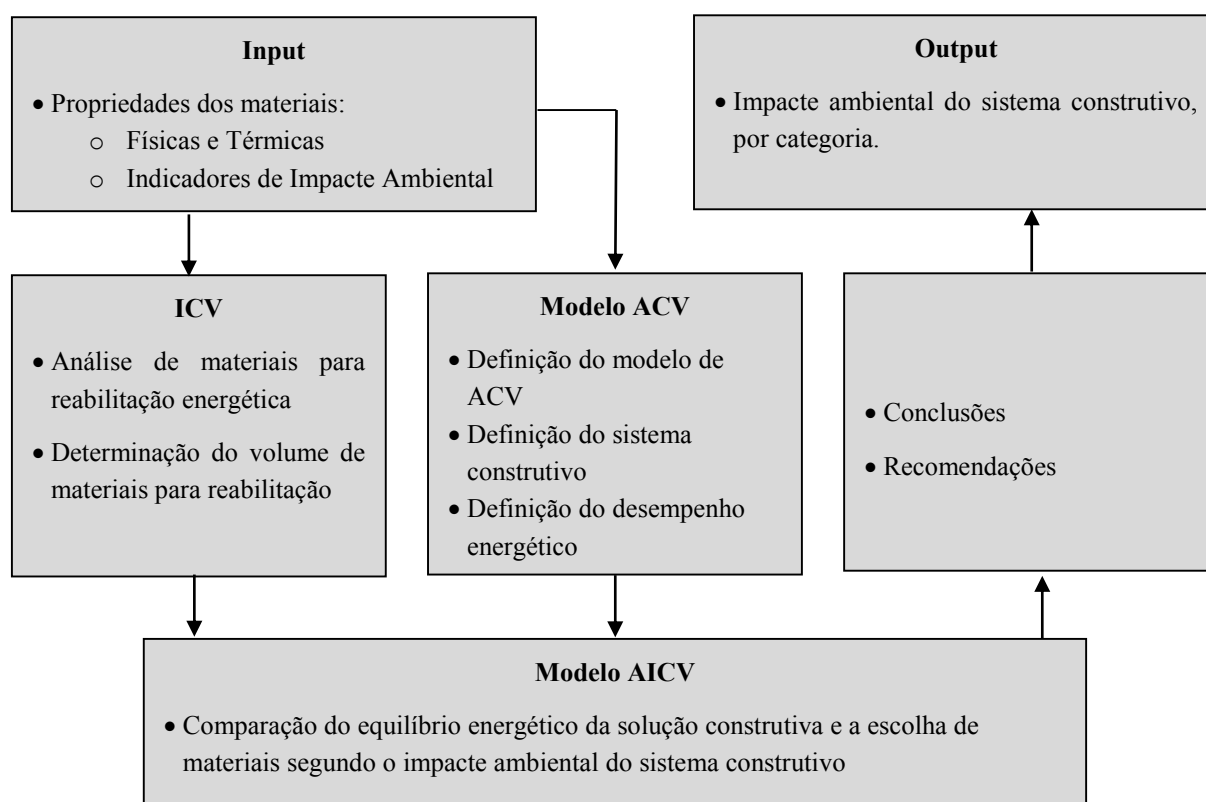 Input
• Propriedades dos materiais:
o Físicas e Térmicas
o Indicadores de Impacte Ambiental
Output
• Impacte ambiental do sistema construtivo,
por categoria.
ICV
• Análise de materiais para
reabilitação energética
• Determinação do volume de
materiais para reabilitação
Modelo ACV
• Definição do modelo de
ACV
• Definição do sistema
construtivo
• Definição do desempenho
energético
• Conclusões
• Recomendações
Modelo AICV
• Comparação do equilíbrio energético da solução construtiva e a escolha de
materiais segundo o impacte ambiental do sistema construtivo